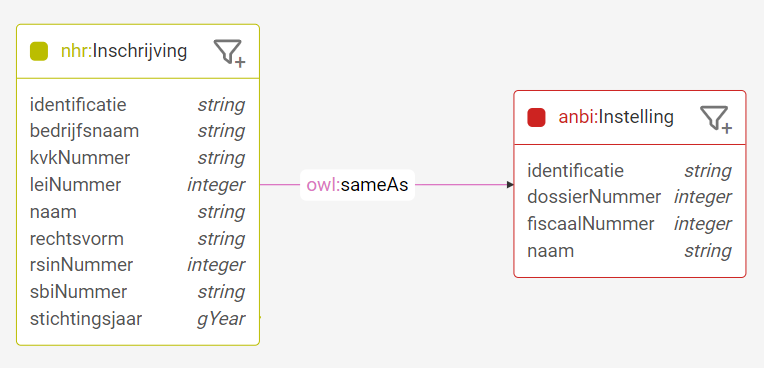 nhr:Inschrijving
identificatie string
bedrijfsnaam string
kvkNummer string
leiNummer integer
naam string
rechtsvorm string
rsinNummer integer
sbiNummer string
stichtingsjaar gYear
owl:sameAs
anbi:Instelling
identificatie string
dossierNummer integer
fiscaalNummer integer
naam string